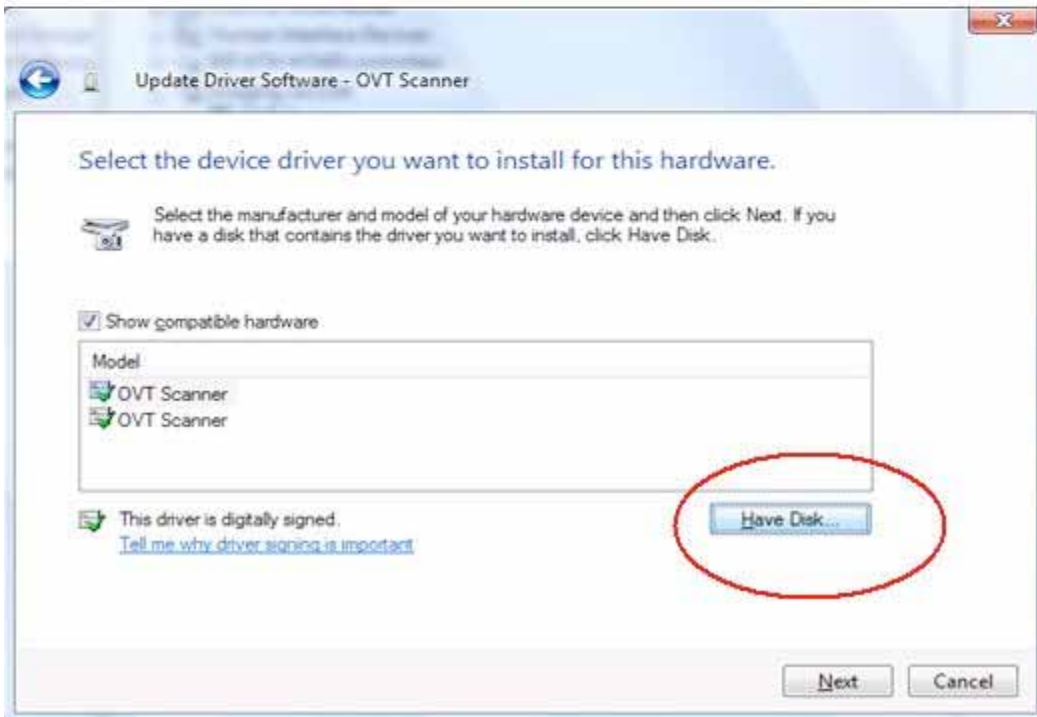 Update Driver Software - OVT Scanner
Select the device driver you want to install for this hardware.
Select the manufacturer and model of your hardware device and then click Next. If you
have a disk that contains the driver you want to install, click Have Disk.
Show compatible hardware
Model
OVT Scanner
OVT Scanner
This driver is digitally signed.
Have Disk...
Tell me why driver signing is important
Next
Cancel